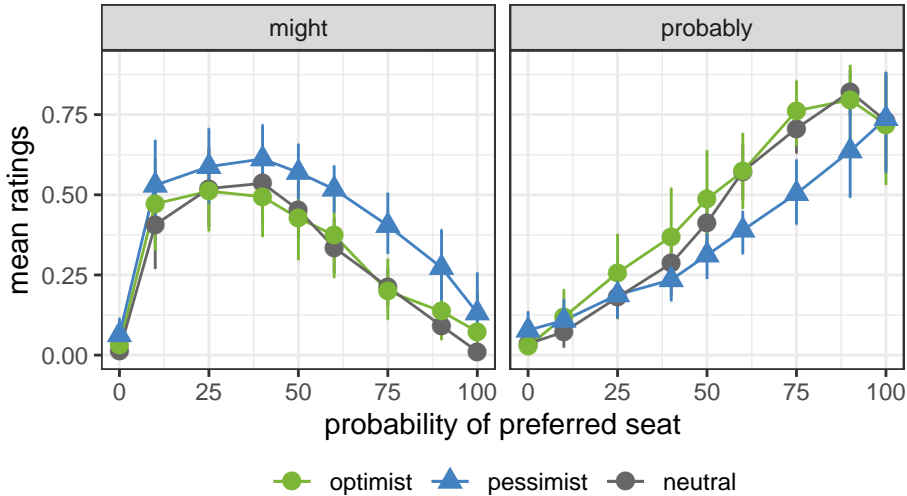 might
probably
mean ratings
0.75
0.50
0.25
0.00
0 25 50 75 100
0 25 50 75 100
probability of preferred seat
optimist pessimist neutral